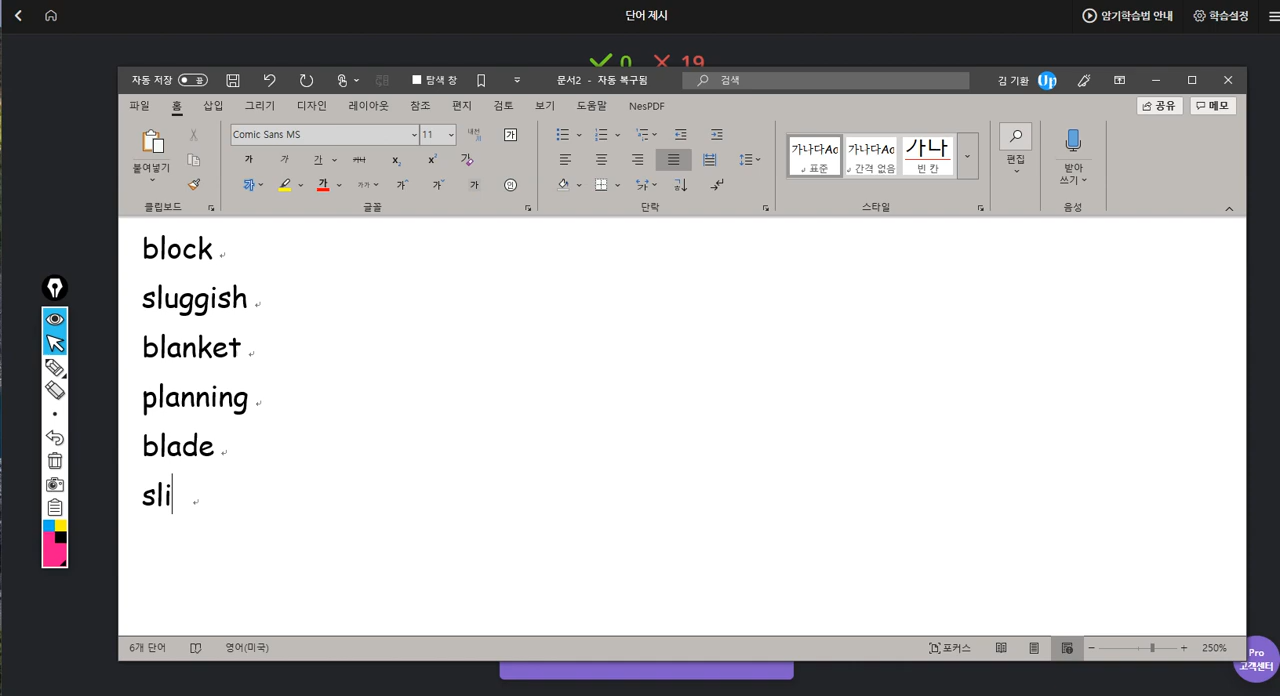 단어 제시
암기학습법 안내
학습설정
0
19
자동 저장
끔
탐색 창
문서2 - 자동 복구됨
검색
김 기환
파일 홈 삽입 그리기 디자인 레이아웃 참조 편지 검토 보기 도움말 NesPDF
공유
메모
붙여넣기
클립보드
Comic Sans MS
11
내천
가
글꼴
단락
가나다AaI
표준
가나다AaI
간격 없음
가나
빈 칸
스타일
편집
받아
쓰기
음성
block
sluggish
blanket
planning
blade
sli
6개 단어
영어(미국)
포커스
250%
Pro
고객센터